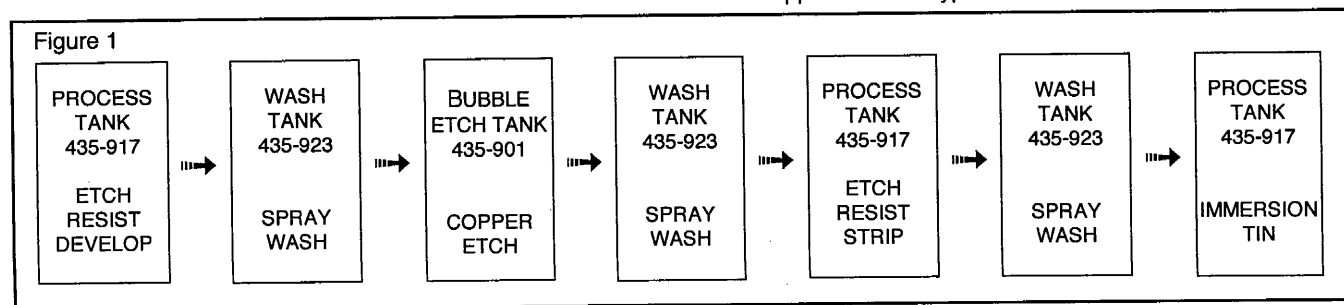 Figure 1
PROCESS
TANK
435-917
ETCH
RESIST
DEVELOP
WASH
TANK
435-923
SPRAY
WASH
BUBBLE
ETCH TANK
435-901
COPPER
ETCH
WASH
TANK
435-923
SPRAY
WASH
PROCESS
TANK
435-917
ETCH
RESIST
STRIP
WASH
TANK
435-923
SPRAY
WASH
PROCESS
TANK
435-917
IMMERSION
TIN